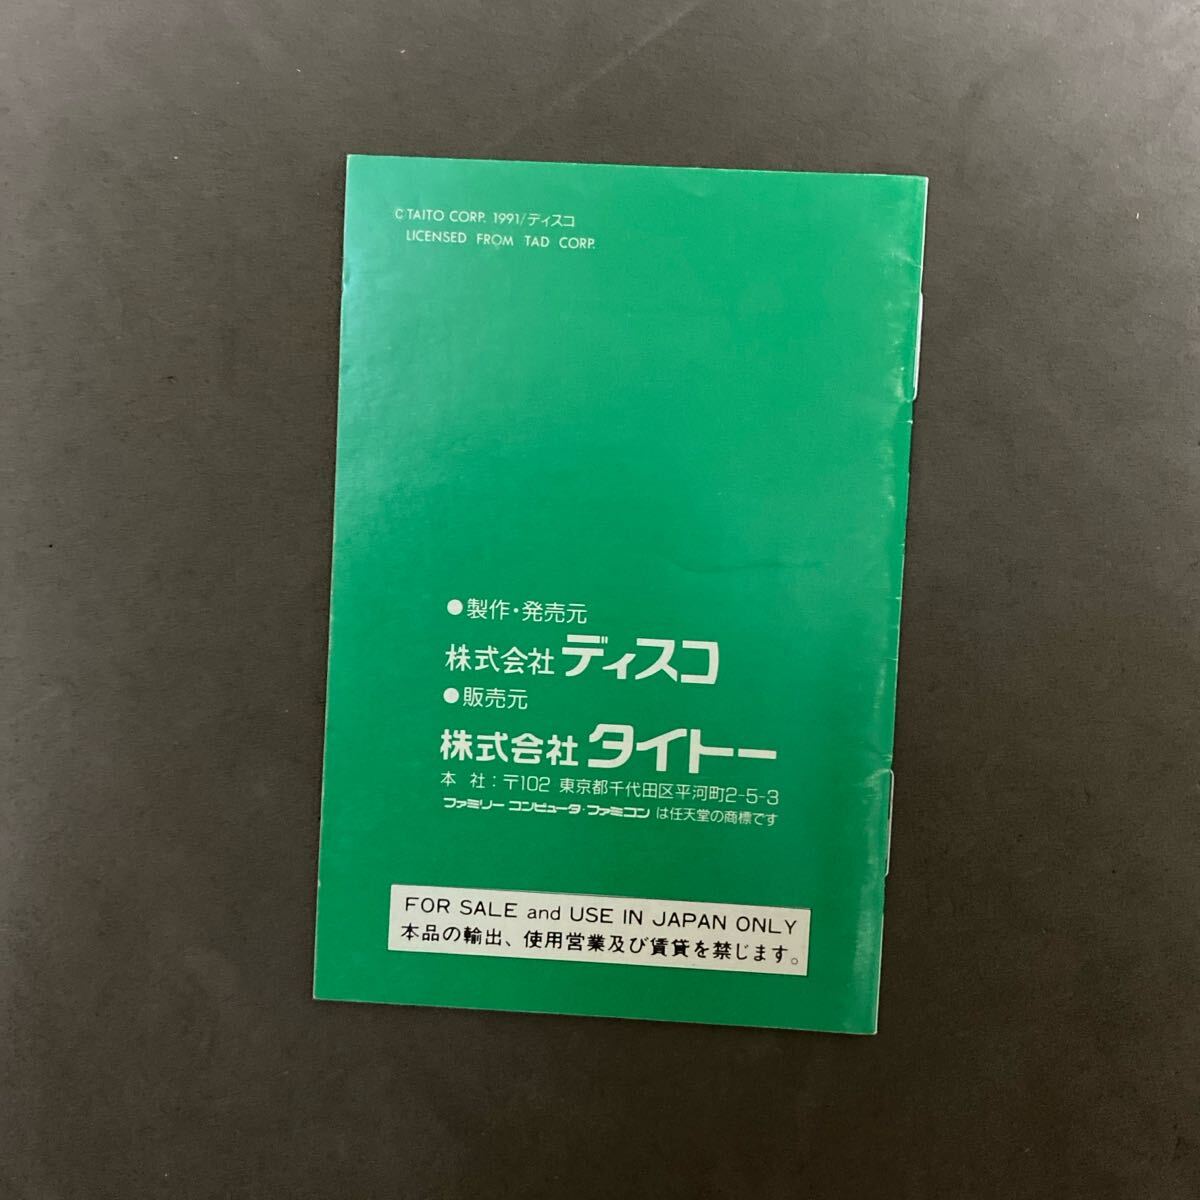 C TAITO CORP. 1991/ディスコ
LICENSED FROM TAD CORP.
●製作・発売元
株式会社 ディスコ
●販売元
株式会社 タイトー
本 社：〒102 東京都千代田区平河町2-5-3
ファミリー コンピュータ・ファミコン は任天堂の商標です
FOR SALE and USE IN JAPAN ONLY
本品の輸出、使用営業及び賃貸を禁じます。